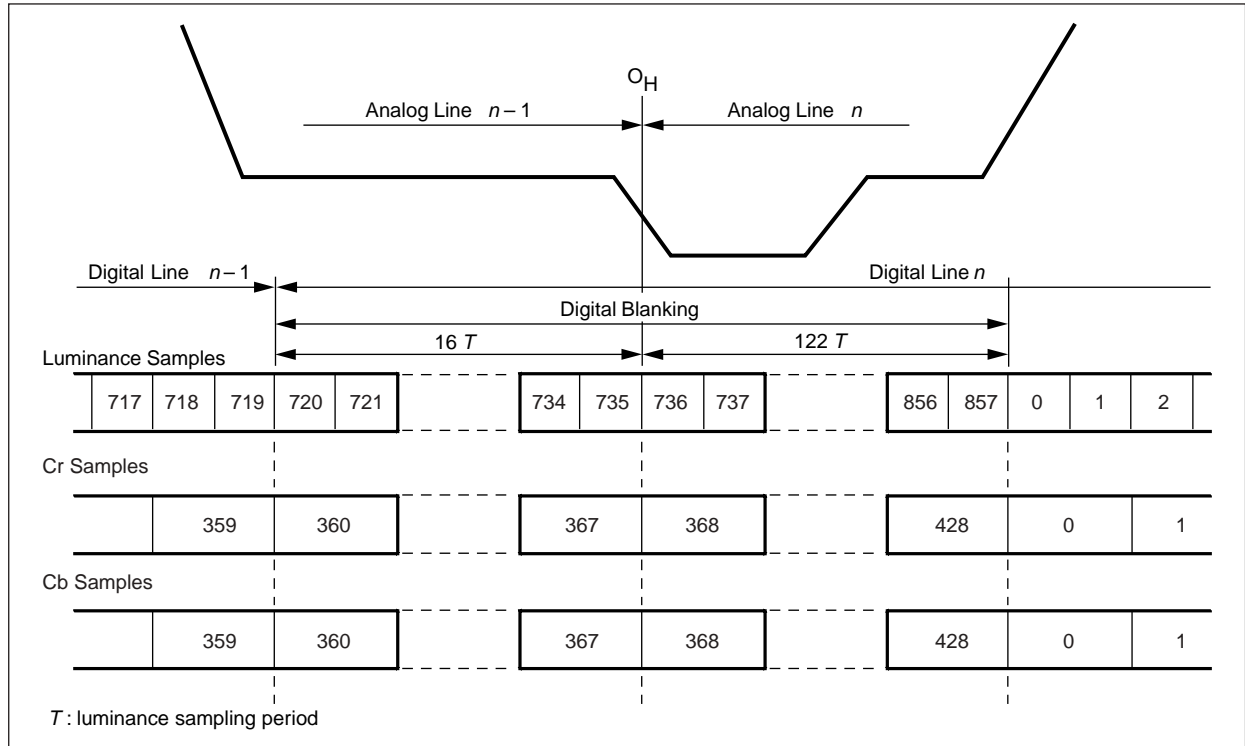 O_H
Analog Line n – 1 Analog Line n
Digital Line n – 1 Digital Line n
Digital Blanking
16 T 122 T
Luminance Samples
717 718 719 720 721 734 735 736 737 856 857 0 1 2
Cr Samples
359 360 367 368 428 0 1
Cb Samples
359 360 367 368 428 0 1
T : luminance sampling period